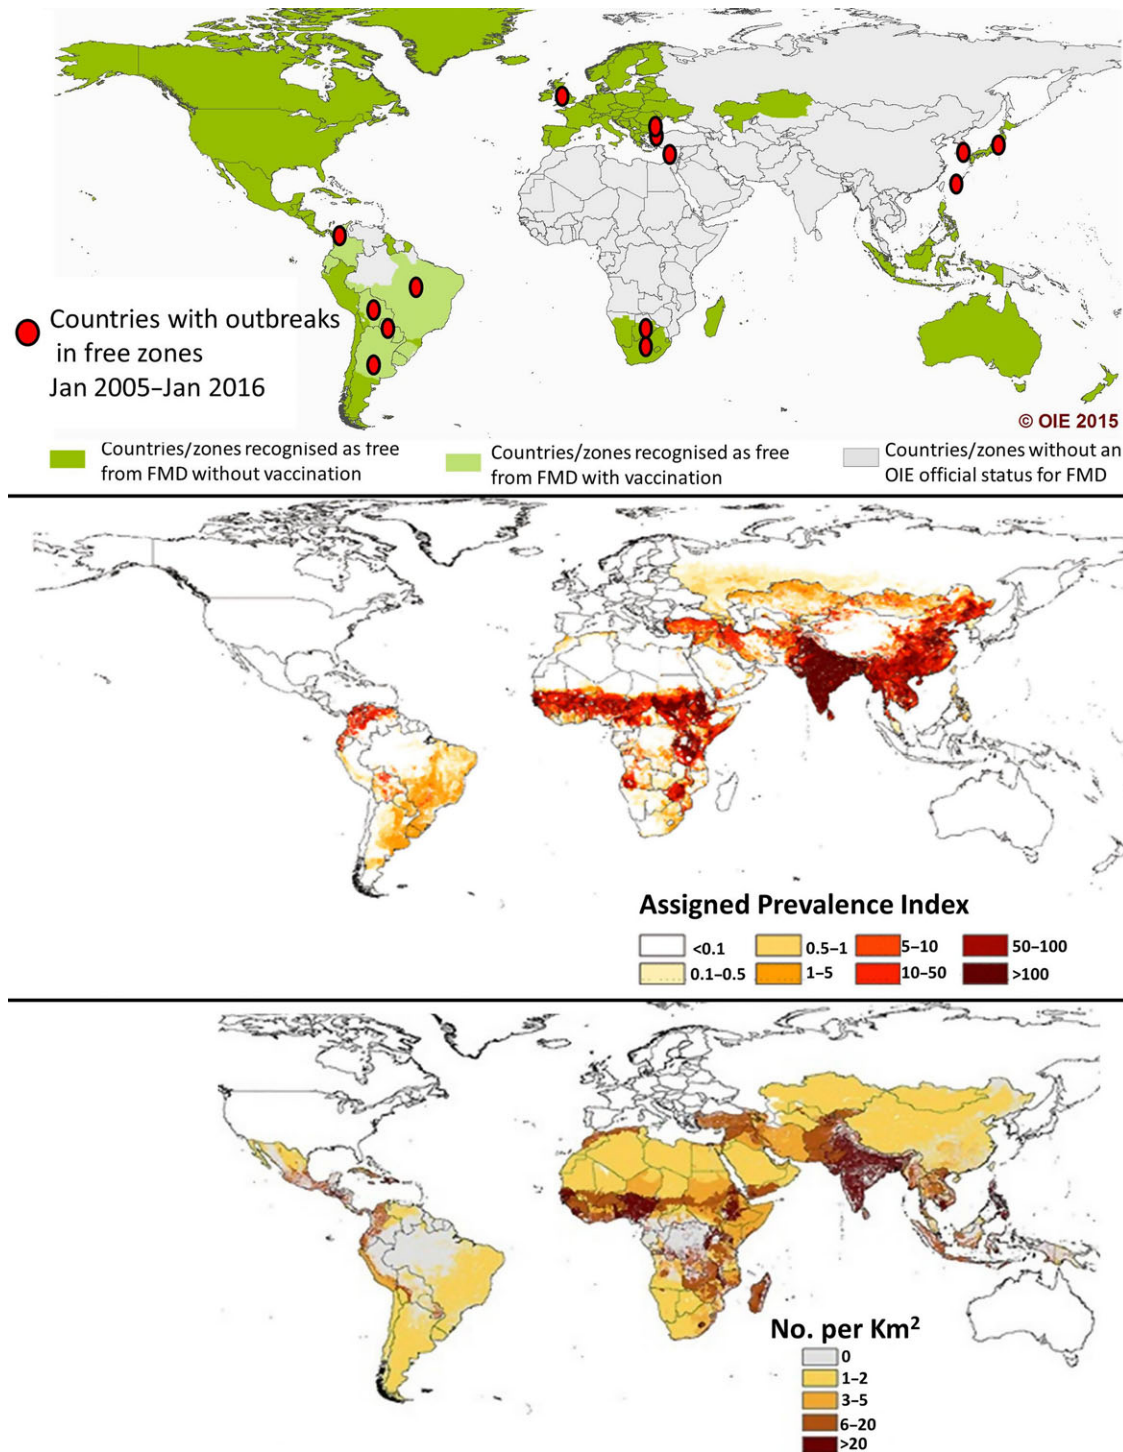 Countries with outbreaks
in free zones
Jan 2005–Jan 2016
© OIE 2015
Countries/zones recognised as free
from FMD without vaccination
Countries/zones recognised as free
from FMD with vaccination
Countries/zones without an
OIE official status for FMD
Assigned Prevalence Index
<0.1
0.5–1
5–10
50–100
0.1–0.5
1–5
10–50
>100
No. per Km²
0
1–2
3–5
6–20
>20